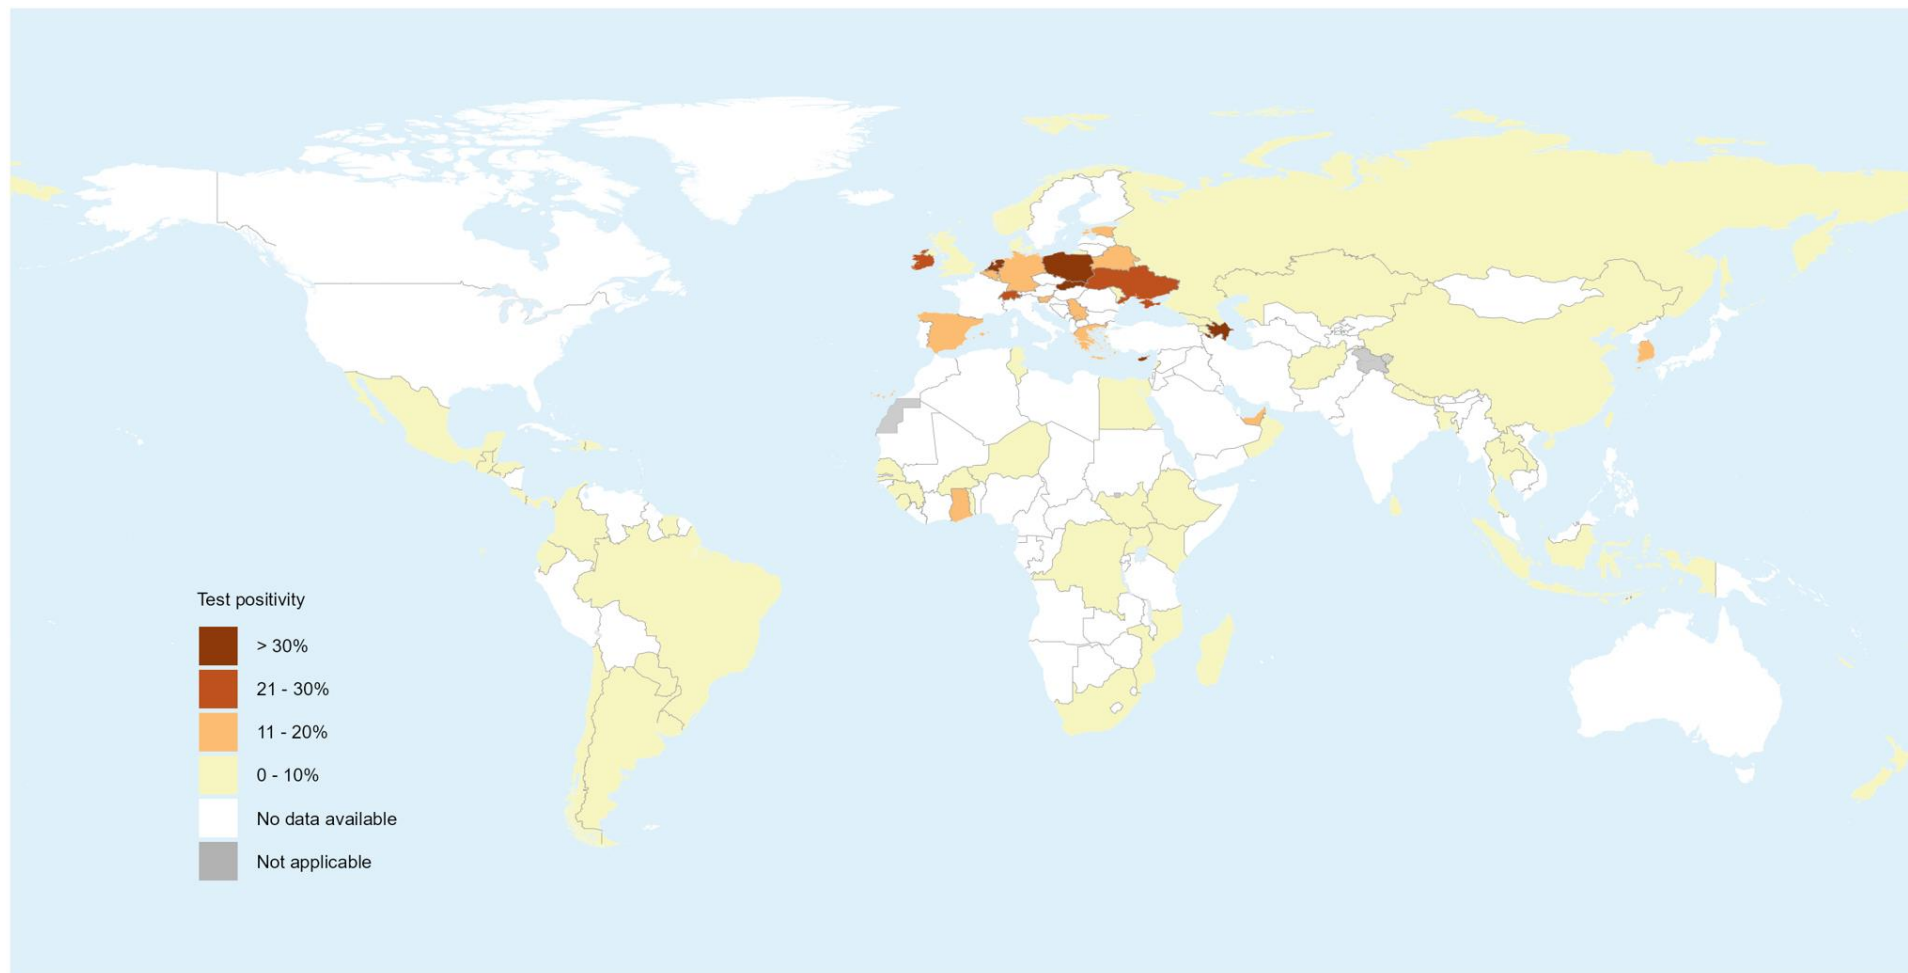 Test positivity
> 30%
21 - 30%
11 - 20%
0 - 10%
No data available
Not applicable